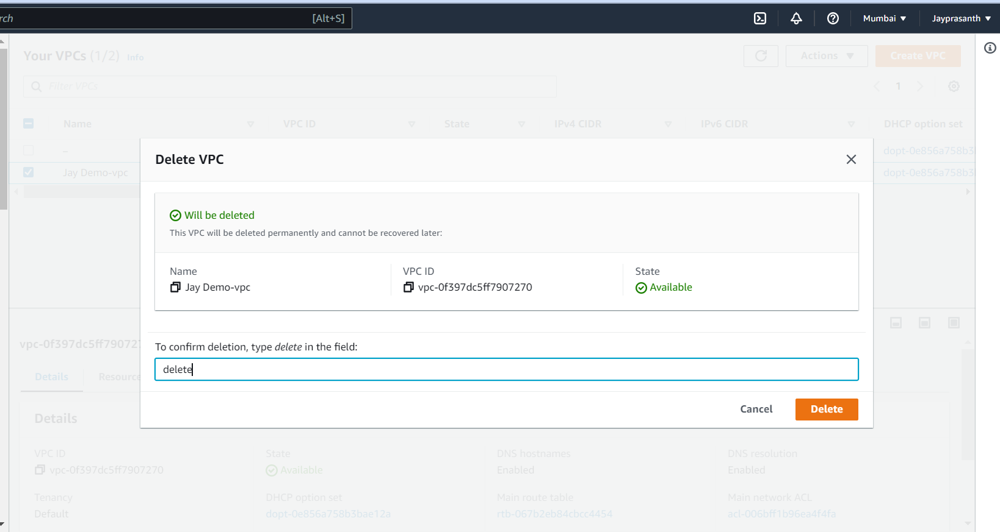 rch [Alt+S] Mumbai ▼ Jayprasanth ▼
Your VPCs (1/2) Info Actions ▼ Create VPC
Filter VPCs 1
Name VPC ID State IPv4 CIDR IPv6 CIDR DHCP option set
– dopt-0e856a758b3
Jay Demo-vpc dopt-0e856a758b3
Delete VPC
Will be deleted
This VPC will be deleted permanently and cannot be recovered later:
Name VPC ID State
Jay Demo-vpc vpc-0f397dc5ff7907270 Available
To confirm deletion, type delete in the field:
delete
Cancel Delete
vpc-0f397dc5ff790727
Details Resource
Details
VPC ID State DNS hostnames DNS resolution
vpc-0f397dc5ff7907270 Available Enabled Enabled
Tenancy DHCP option set Main route table Main network ACL
Default dopt-0e856a758b3bae12a rtb-067b2eb84cbcc4454 acl-006bff1b96ea4f4fa